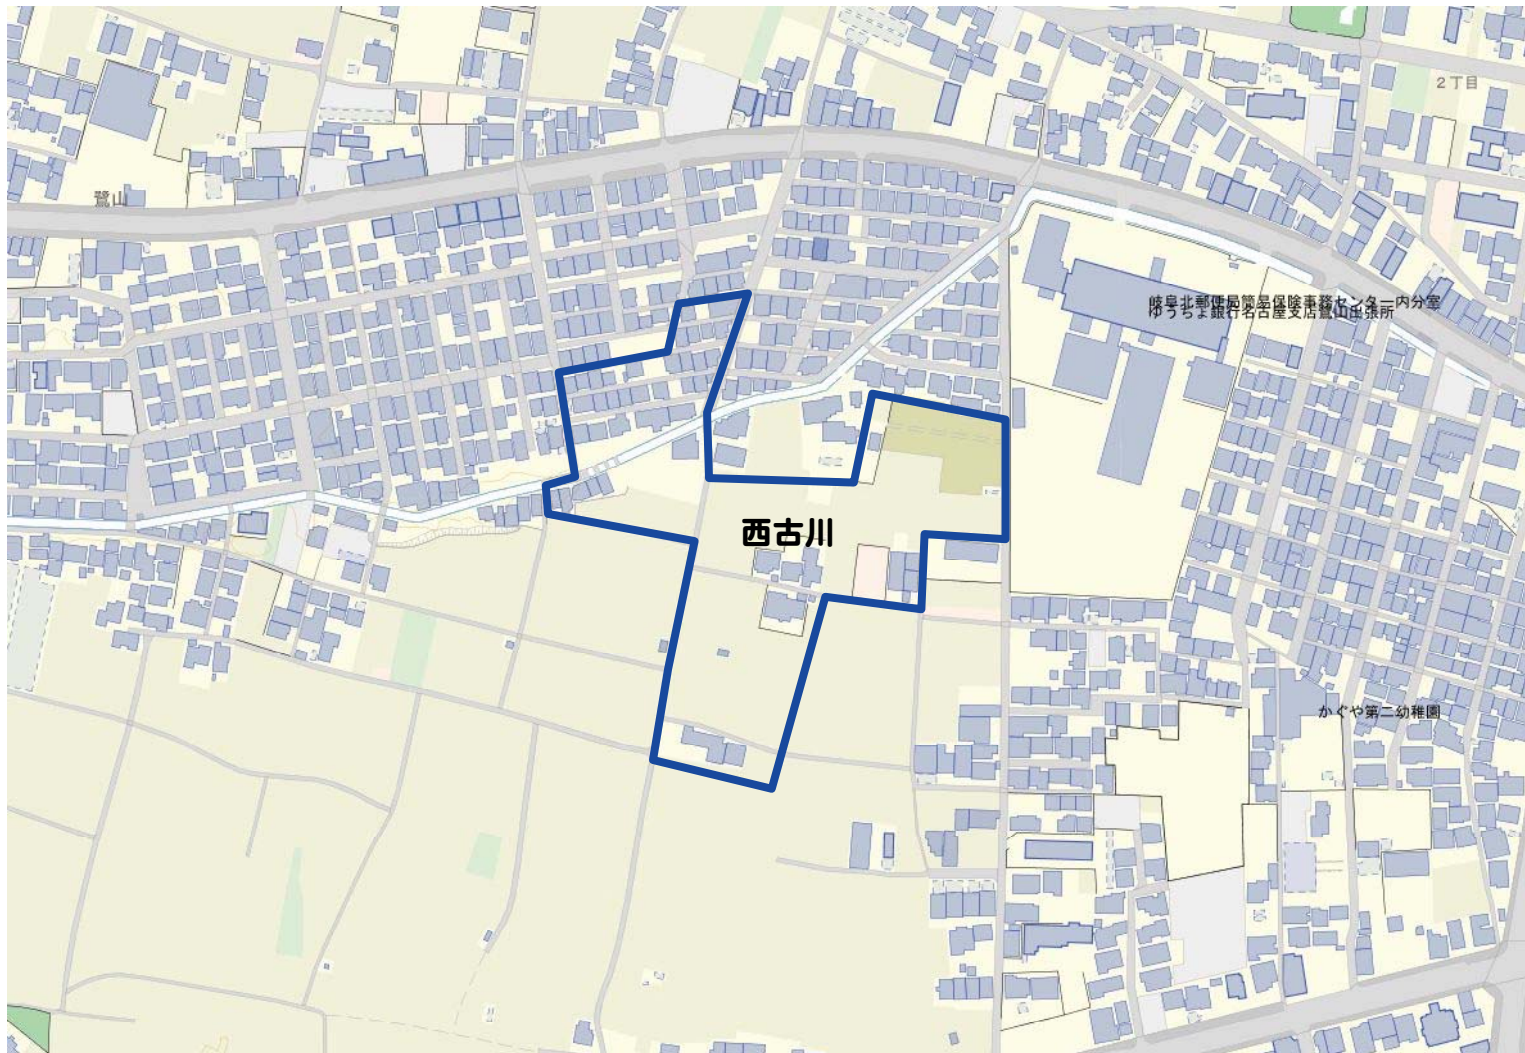 2丁目
鷺山
岐阜北郵便局簡易保険事務センター内分室
ゆうちょ銀行名古屋支店鷺山出張所
西古川
かぐや第二幼稚園